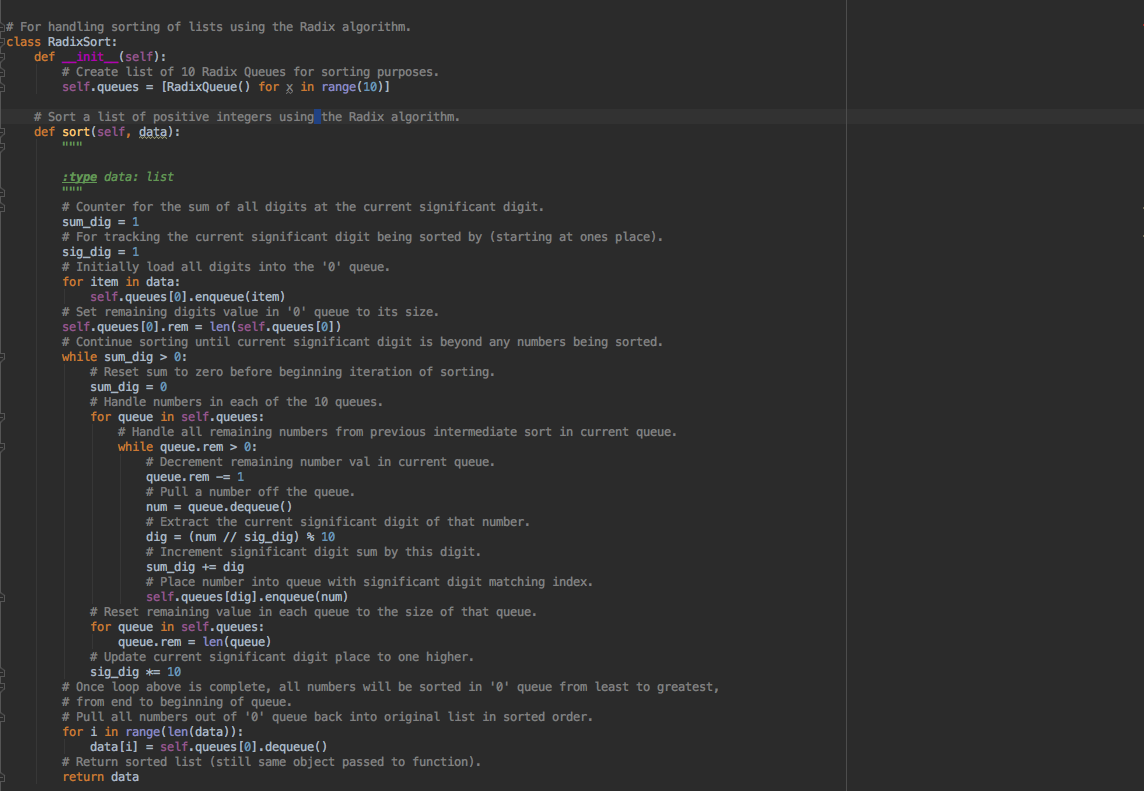 # For handling sorting of lists using the Radix algorithm.
class RadixSort:
    def __init__(self):
        # Create list of 10 Radix Queues for sorting purposes.
        self.queues = [RadixQueue() for x in range(10)]

    # Sort a list of positive integers using the Radix algorithm.
    def sort(self, data):
        """

        :type data: list
        """
        # Counter for the sum of all digits at the current significant digit.
        sum_dig = 1
        # For tracking the current significant digit being sorted by (starting at ones place).
        sig_dig = 1
        # Initially load all digits into the '0' queue.
        for item in data:
            self.queues[0].enqueue(item)
        # Set remaining digits value in '0' queue to its size.
        self.queues[0].rem = len(self.queues[0])
        # Continue sorting until current significant digit is beyond any numbers being sorted.
        while sum_dig > 0:
            # Reset sum to zero before beginning iteration of sorting.
            sum_dig = 0
            # Handle numbers in each of the 10 queues.
            for queue in self.queues:
                # Handle all remaining numbers from previous intermediate sort in current queue.
                while queue.rem > 0:
                    # Decrement remaining number val in current queue.
                    queue.rem -= 1
                    # Pull a number off the queue.
                    num = queue.dequeue()
                    # Extract the current significant digit of that number.
                    dig = (num // sig_dig) % 10
                    # Increment significant digit sum by this digit.
                    sum_dig += dig
                    # Place number into queue with significant digit matching index.
                    self.queues[dig].enqueue(num)
            # Reset remaining value in each queue to the size of that queue.
            for queue in self.queues:
                queue.rem = len(queue)
            # Update current significant digit place to one higher.
            sig_dig *= 10
        # Once loop above is complete, all numbers will be sorted in '0' queue from least to greatest,
        # from end to beginning of queue.
        # Pull all numbers out of '0' queue back into original list in sorted order.
        for i in range(len(data)):
            data[i] = self.queues[0].dequeue()
        # Return sorted list (still same object passed to function).
        return data